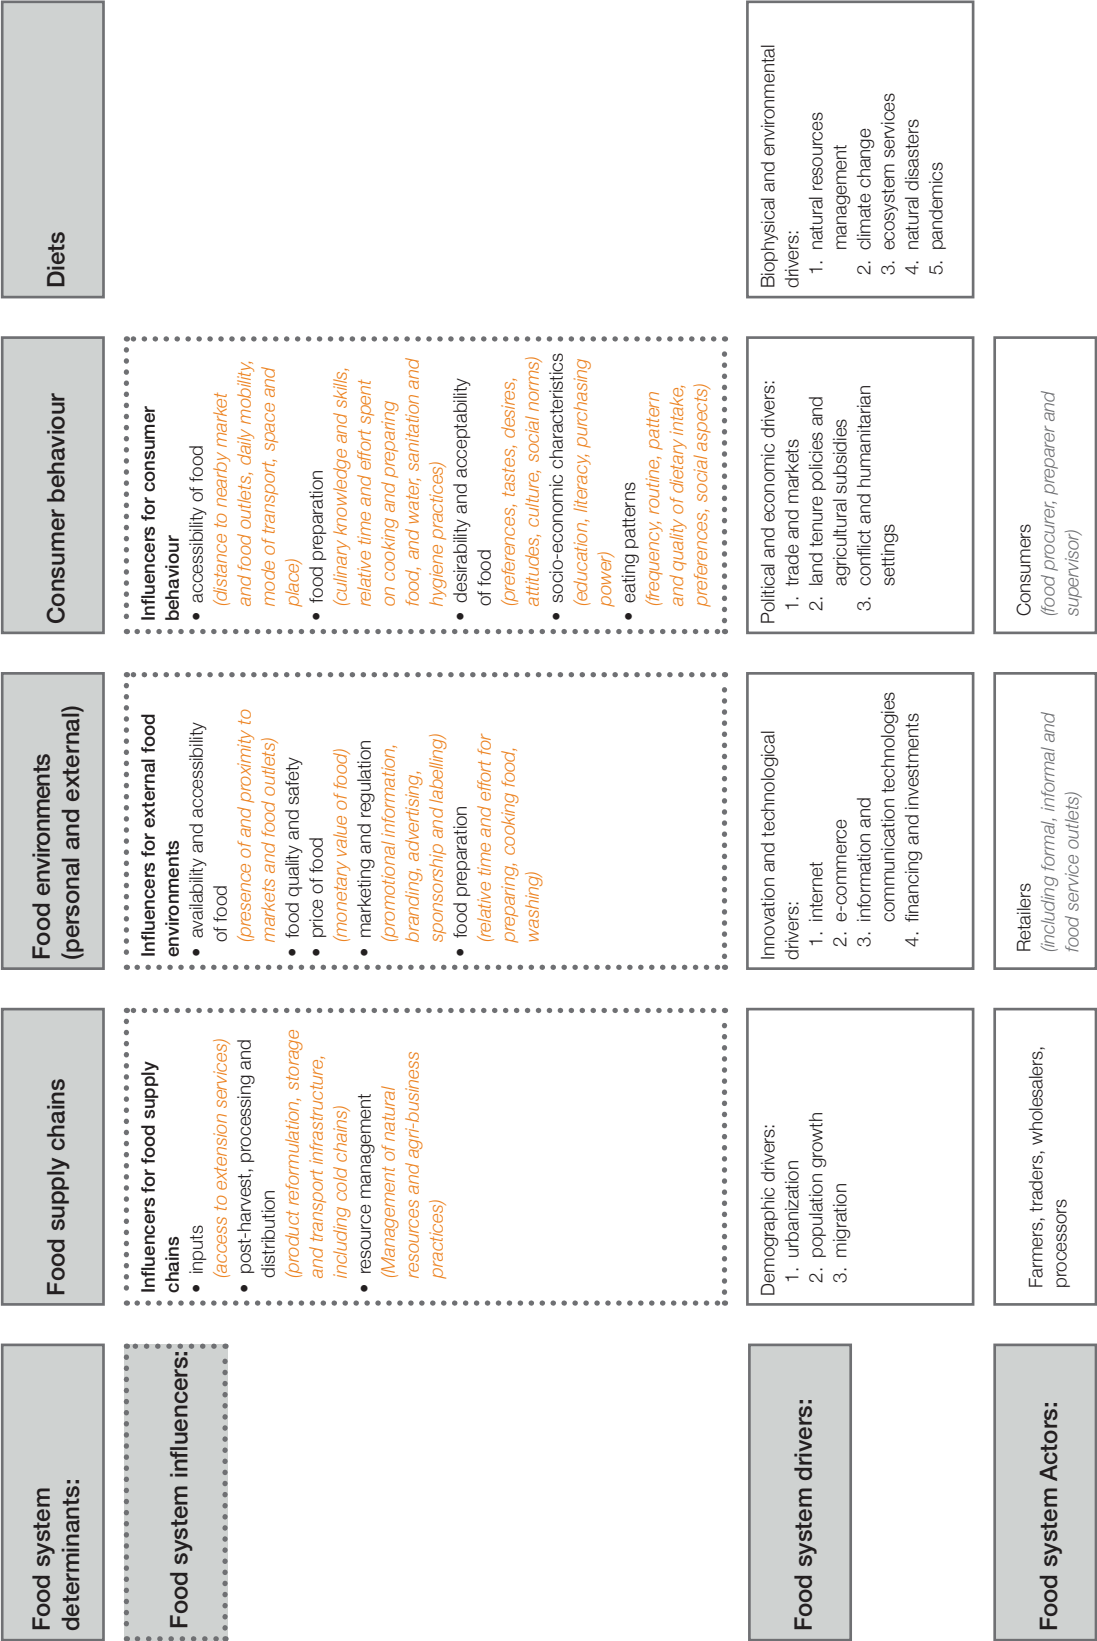 Food system
determinants:
Food supply chains
Food environments
(personal and external)
Consumer behaviour
Diets
Food system influencers:
Influencers for food supply
chains
• inputs
(access to extension services)
• post-harvest, processing and
distribution
(product reformulation, storage
and transport infrastructure,
including cold chains)
• resource management
(Management of natural
resources and agri-business
practices)
Influencers for external food
environments
• availability and accessibility
of food
(presence of and proximity to
markets and food outlets)
• food quality and safety
• price of food
(monetary value of food)
• marketing and regulation
(promotional information,
branding, advertising,
sponsorship and labelling)
• food preparation
(relative time and effort for
preparing, cooking food,
washing)
Influencers for consumer
behaviour
• accessibility of food
(distance to nearby market
and food outlets, daily mobility,
mode of transport, space and
place)
• food preparation
(culinary knowledge and skills,
relative time and effort spent
on cooking and preparing
food, and water, sanitation and
hygiene practices)
• desirability and acceptability
of food
(preferences, tastes, desires,
attitudes, culture, social norms)
• socio-economic characteristics
(education, literacy, purchasing
power)
• eating patterns
(frequency, routine, pattern
and quality of dietary intake,
preferences, social aspects)
Food system drivers:
Demographic drivers:
1. urbanization
2. population growth
3. migration
Innovation and technological
drivers:
1. internet
2. e-commerce
3. information and
communication technologies
4. financing and investments
Political and economic drivers:
1. trade and markets
2. land tenure policies and
agricultural subsidies
3. conflict and humanitarian
settings
Biophysical and environmental
drivers:
1. natural resources
management
2. climate change
3. ecosystem services
4. natural disasters
5. pandemics
Food system Actors:
Farmers, traders, wholesalers,
processors
Retailers
(including formal, informal and
food service outlets)
Consumers
(food procurer, preparer and
supervisor)